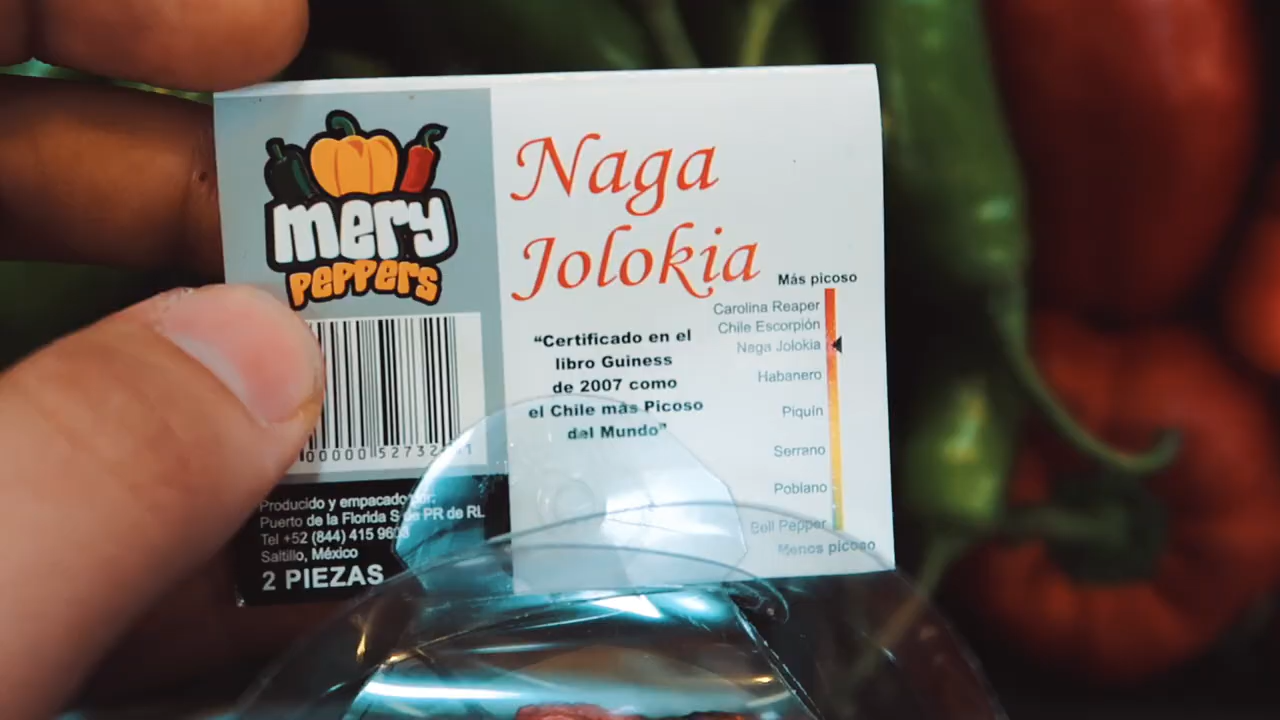 mery
PEPPERS
Producido y empacado por:
Puerto de la Florida S de PR de RL
Tel +52 (844) 415
Saltillo, México
2 PIEZAS
Naga
Jolokia
“Certificado en el
libro Guiness
de 2007 como
el Chile más Picoso
del Mundo”
Más picoso
Carolina Reaper
Chile Escorpión
Naga Jolokia
Habanero
Piquín
Serrano
Poblano
Bell Pepper
Menos picoso